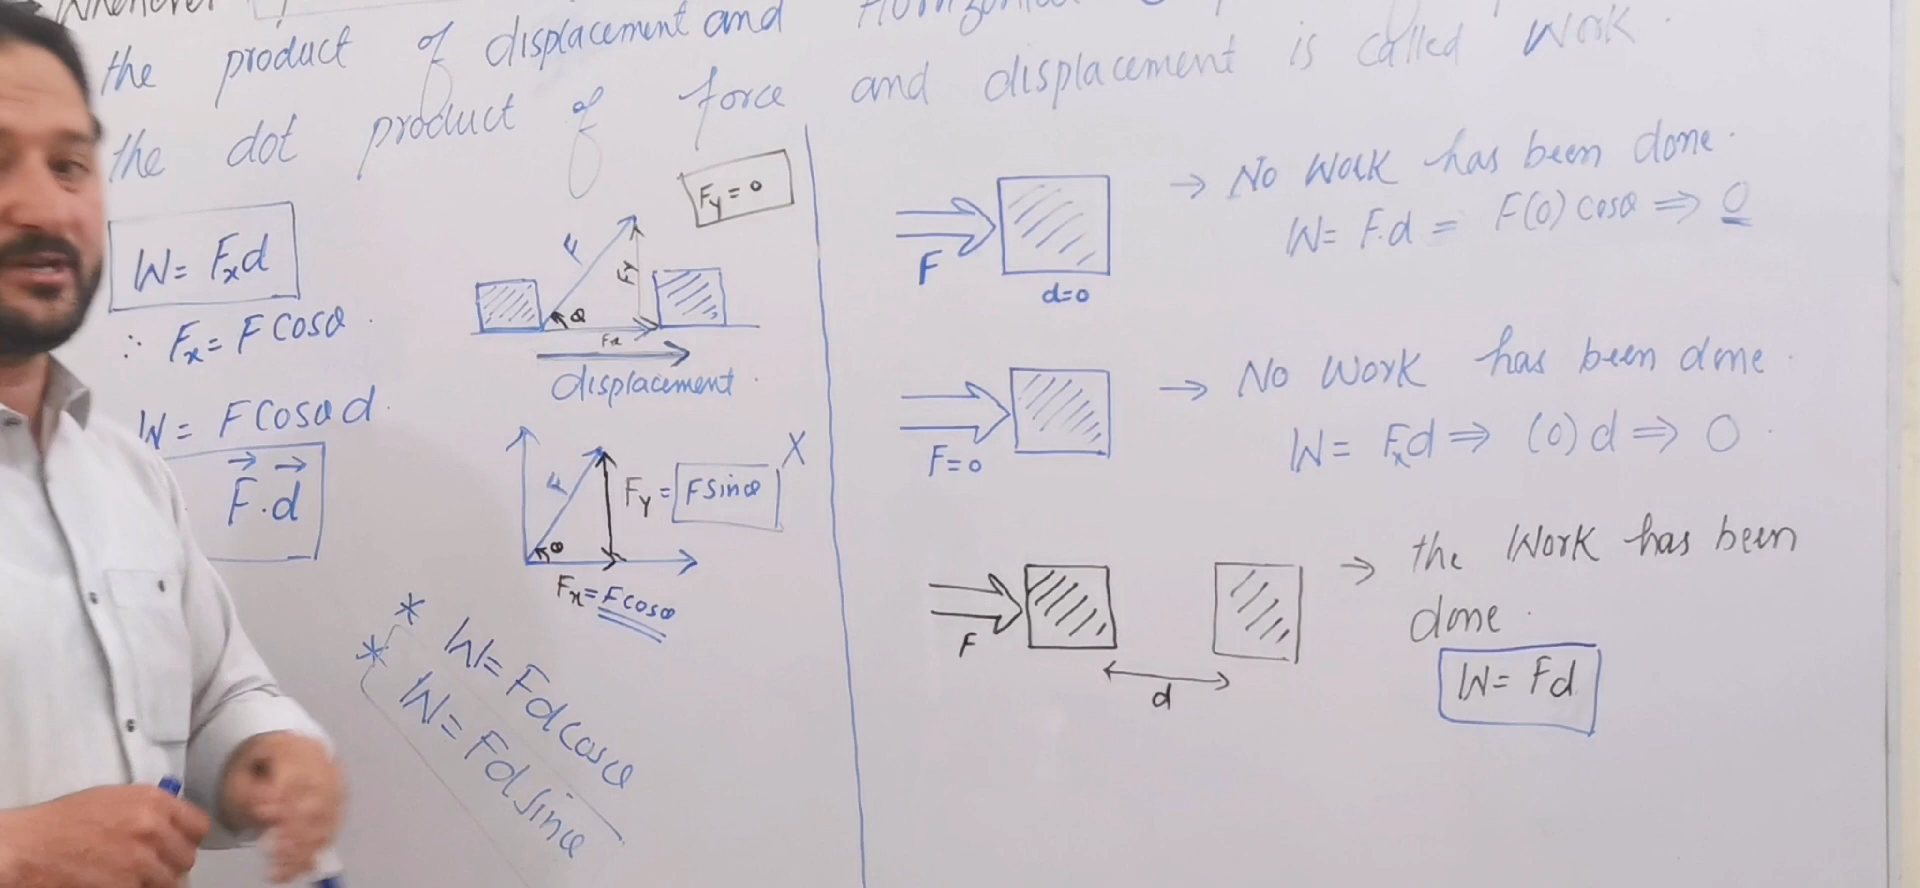 Whenever
the product of displacement and Horizontal
the dot product of force and displacement is called Work.
W = Fxd
∴ Fx = F Cosθ.
W = F Cosθ d.
F.d
Fy = 0
F
Fy
θ
Fx
displacement.
F
θ
Fy = F Sinθ
X
Fx = F cosθ
* W = Fd cosθ
* W = Fd Sinθ
F
d=0
→ No Work has been done.
W = F.d = F(0) cosθ ⇒ 0
F=0
→ No Work has been done.
W = Fxd ⇒ (0) d ⇒ 0.
F
d
→ the Work has been
done.
W = Fd